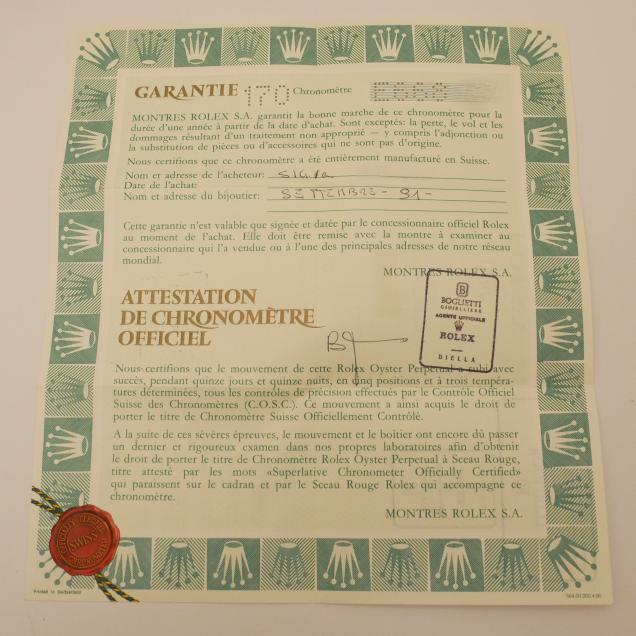 GARANTIE 170 Chronomètre
MONTRES ROLEX S.A. garantit la bonne marche de ce chronomètre pour la
durée d'une année à partir de la date d'achat. Sont exceptés: la perte, le vol et les
dommages résultant d'un traitement non approprié — y compris l'adjonction ou
la substitution de pièces ou d'accessoires qui ne sont pas d'origine.
Nous certifions que ce chronomètre a été entièrement manufacturé en Suisse.
Nom et adresse de l'acheteur:
Date de l'achat:
Nom et adresse du bijoutier: SETTEMBRE - 91 -
Cette garantie n'est valable que signée et datée par le concessionnaire officiel Rolex
au moment de l'achat. Elle doit être remise avec la montre à examiner au
concessionnaire qui l'a vendue ou à l'une des principales adresses de notre réseau
mondial.
MONTRES ROLEX S.A.
B
BOGLIETTI
GIOIELLIERE
AGENTE UFFICIALE
ROLEX
BIELLA
ATTESTATION
DE CHRONOMÈTRE
OFFICIEL
Nous certifions que le mouvement de cette Rolex Oyster Perpetual a subi avec
succès, pendant quinze jours et quinze nuits, en cinq positions et à trois tempéra-
tures déterminées, tous les contrôles de précision effectués par le Contrôle Officiel
Suisse des Chronomètres (C.O.S.C.). Ce mouvement a ainsi acquis le droit de
porter le titre de Chronomètre Suisse Officiellement Contrôlé.
A la suite de ces sévères épreuves, le mouvement et le boîtier ont encore dû passer
un dernier et rigoureux examen dans nos propres laboratoires afin d'obtenir
le droit de porter le titre de Chronomètre Rolex Oyster Perpetual à Sceau Rouge,
titre attesté par les mots «Superlative Chronometer Officially Certified»
qui paraissent sur le cadran et par le Sceau Rouge Rolex qui accompagne ce
chronomètre.
MONTRES ROLEX S.A.
SWISS
Printed in Switzerland